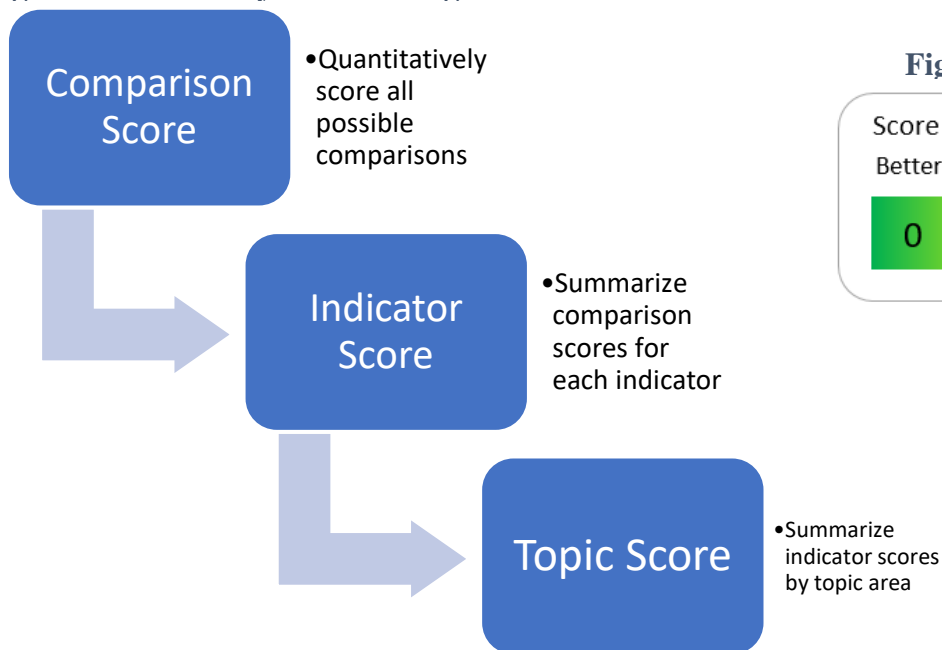 Comparison
Score
•Quantitatively
score all
possible
comparisons
Fig
Score
Better
0
Indicator
Score
•Summarize
comparison
scores for
each indicator
Topic Score
•Summarize
indicator scores
by topic area